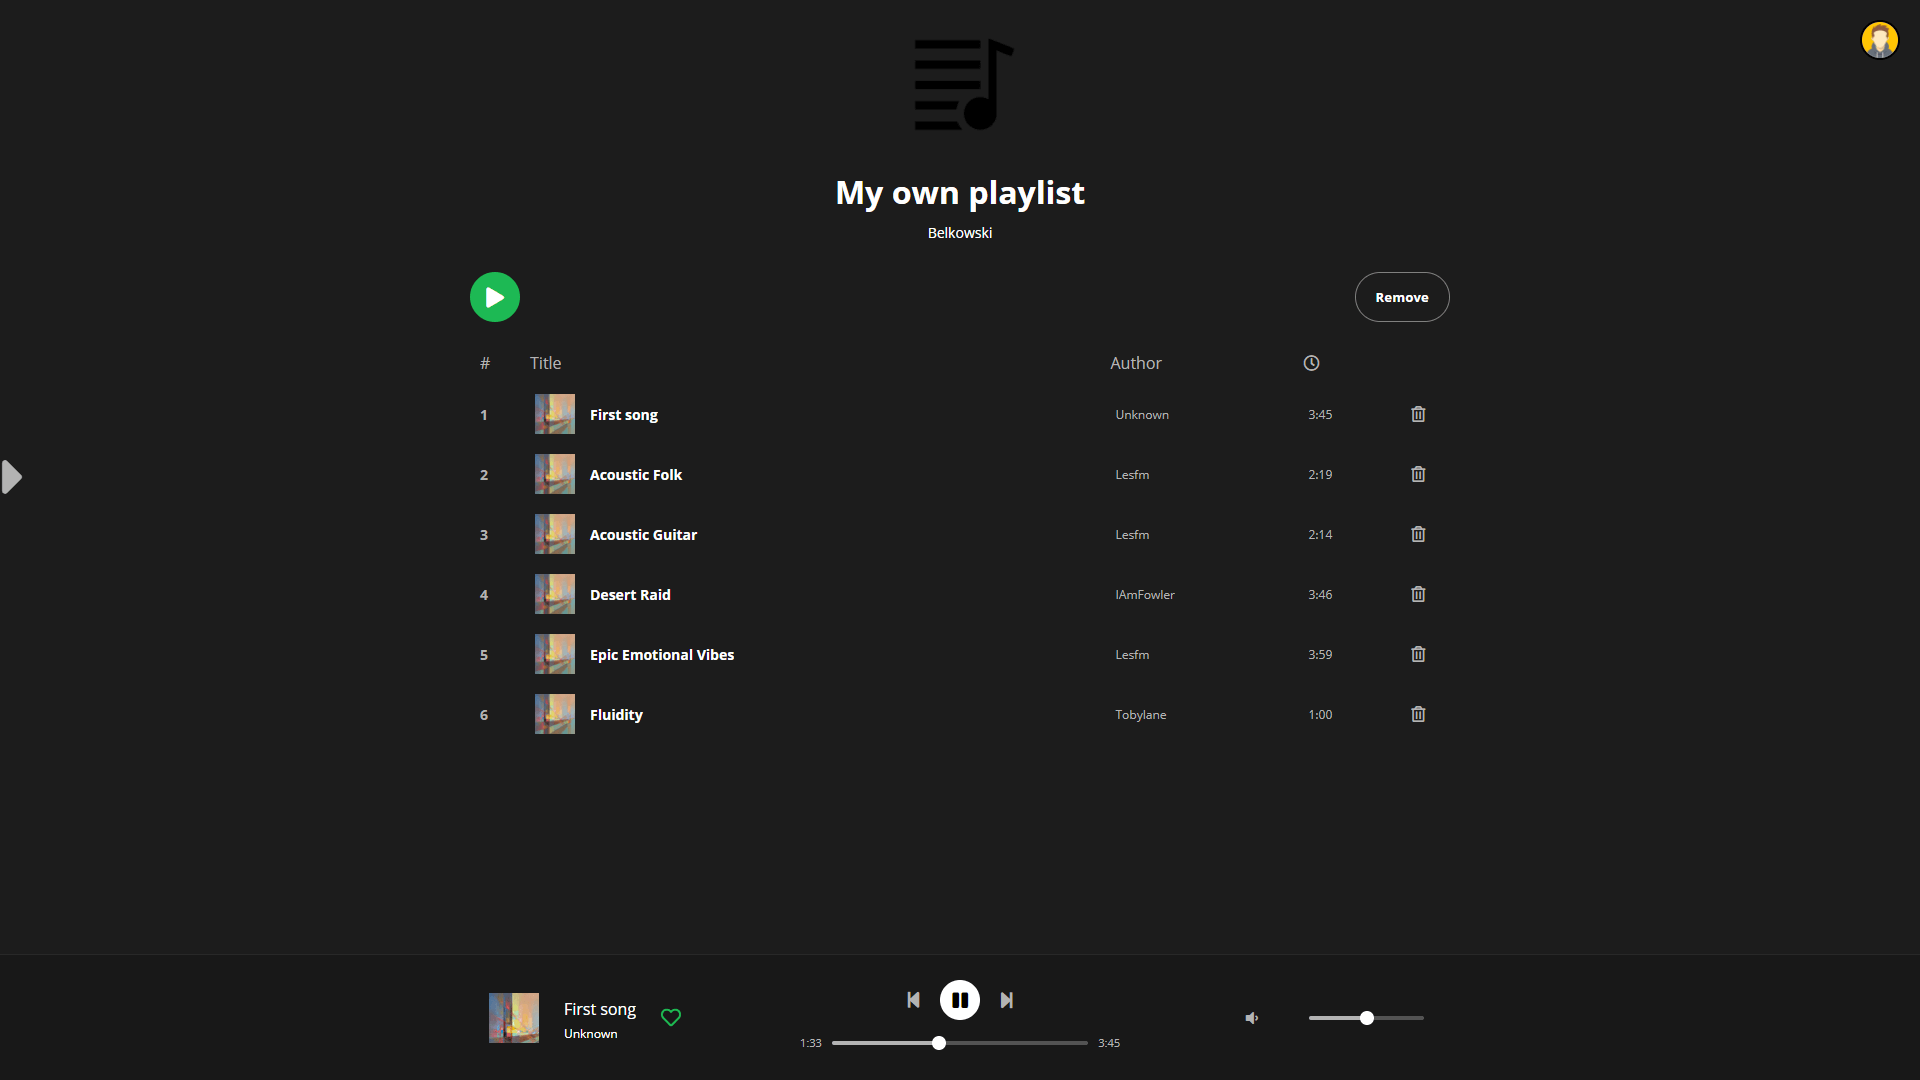 My own playlist
Belkowski
Remove
# Title Author
1 First song Unknown 3:45
2 Acoustic Folk Lesfm 2:19
3 Acoustic Guitar Lesfm 2:14
4 Desert Raid IAmFowler 3:46
5 Epic Emotional Vibes Lesfm 3:59
6 Fluidity Tobylane 1:00
First song
Unknown
1:33 3:45